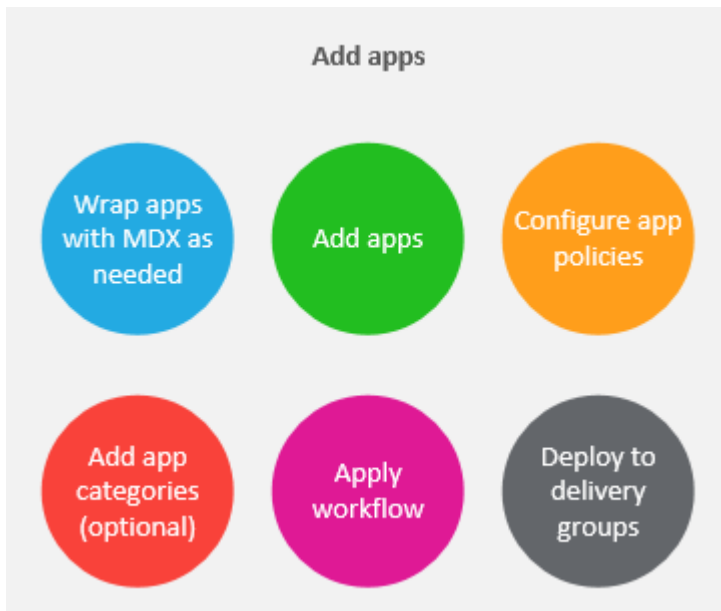 Add apps
Wrap apps
with MDX as
needed
Add apps
Configure app
policies
Add app
categories
(optional)
Apply
workflow
Deploy to
delivery
groups